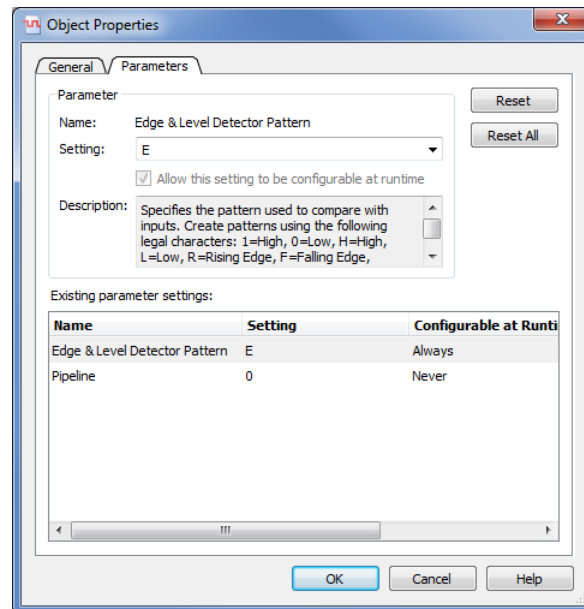 Object Properties
General
Parameters
Parameter
Reset
Name: Edge & Level Detector Pattern
Reset All
Setting: E
Allow this setting to be configurable at runtime
Description: Specifies the pattern used to compare with
inputs. Create patterns using the following
legal characters: 1=High, 0=Low, H=High,
L=Low, R=Rising Edge, F=Falling Edge,
Existing parameter settings:
Name Setting Configurable at Runti
Edge & Level Detector Pattern E Always
Pipeline 0 Never
OK Cancel Help